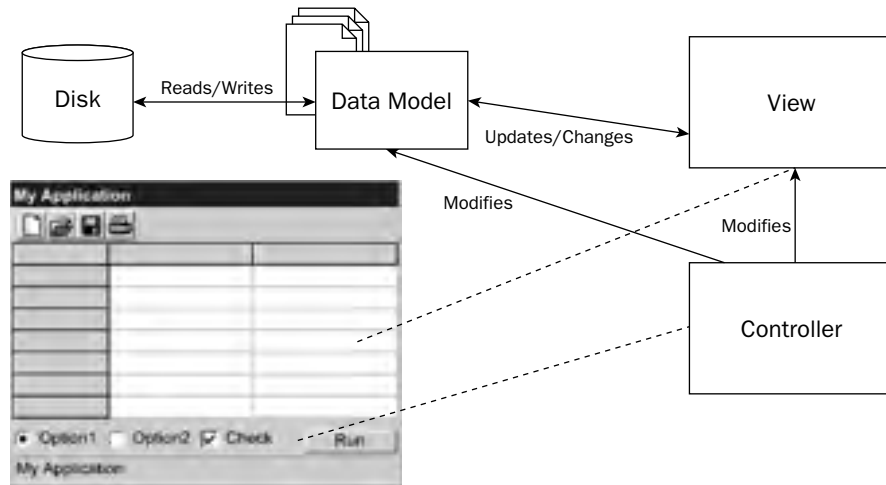 Disk
Reads/Writes
Data Model
View
Updates/Changes
My Application
Modifies
Modifies
Controller
Option1 Option2 Check Run
My Application